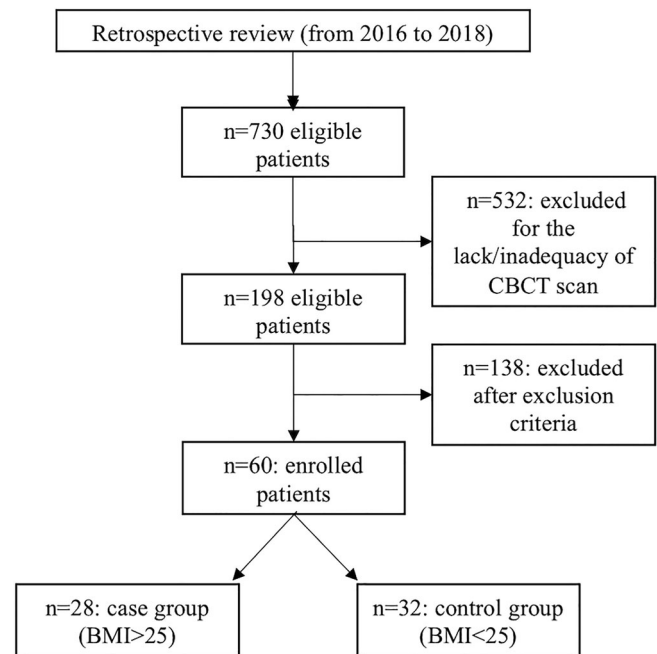 Retrospective review (from 2016 to 2018)
n=730 eligible
patients
n=532: excluded
for the
lack/inadequacy of
CBCT scan
n=198 eligible
patients
n=138: excluded
after exclusion
criteria
n=60: enrolled
patients
n=28: case group
(BMI>25)
n=32: control group
(BMI<25)